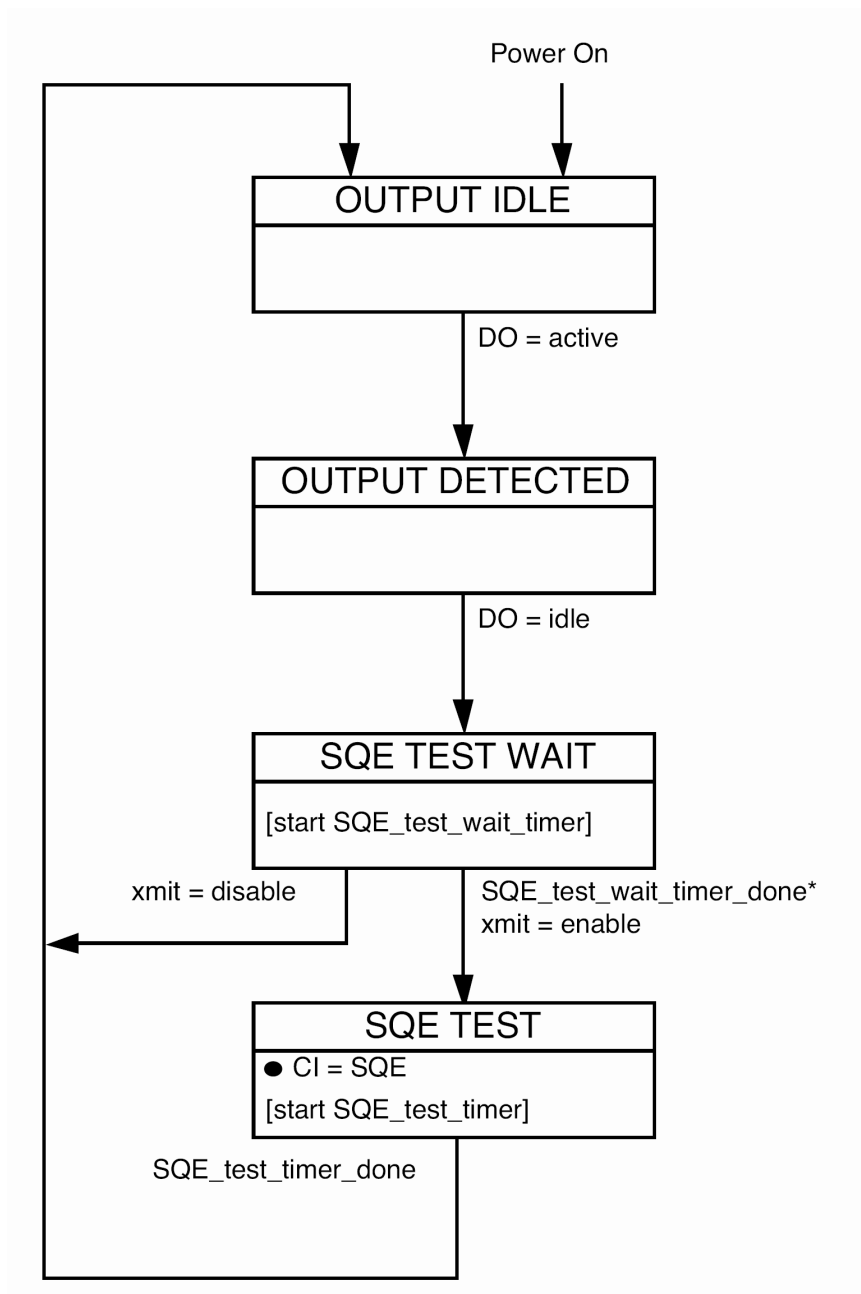 Power On
OUTPUT IDLE
DO = active
OUTPUT DETECTED
DO = idle
SQE TEST WAIT
[start SQE_test_wait_timer]
xmit = disable
SQE_test_wait_timer_done*
xmit = enable
SQE TEST
● CI = SQE
[start SQE_test_timer]
SQE_test_timer_done